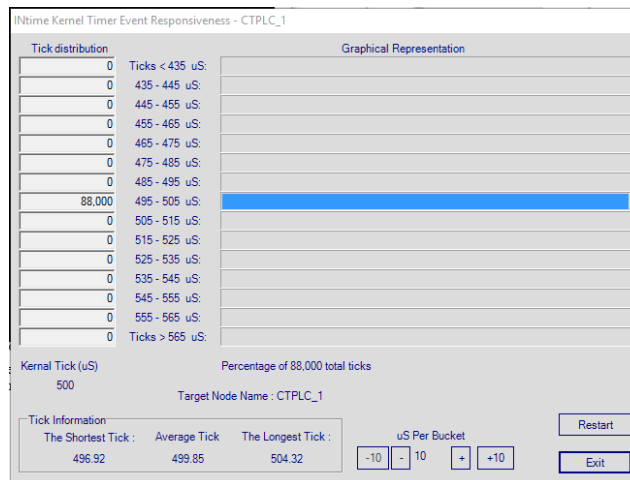 INtime Kernel Timer Event Responsiveness - CTPLC_1
Tick distribution Graphical Representation
0 Ticks < 435 uS:
0 435 - 445 uS:
0 445 - 455 uS:
0 455 - 465 uS:
0 465 - 475 uS:
0 475 - 485 uS:
0 485 - 495 uS:
88,000 495 - 505 uS:
0 505 - 515 uS:
0 515 - 525 uS:
0 525 - 535 uS:
0 535 - 545 uS:
0 545 - 555 uS:
0 555 - 565 uS:
0 Ticks > 565 uS:
Kernal Tick (uS) Percentage of 88,000 total ticks
500
Target Node Name : CTPLC_1
Tick Information
The Shortest Tick : Average Tick The Longest Tick :
496.92 499.85 504.32
uS Per Bucket
-10 - 10 + +10
Restart
Exit